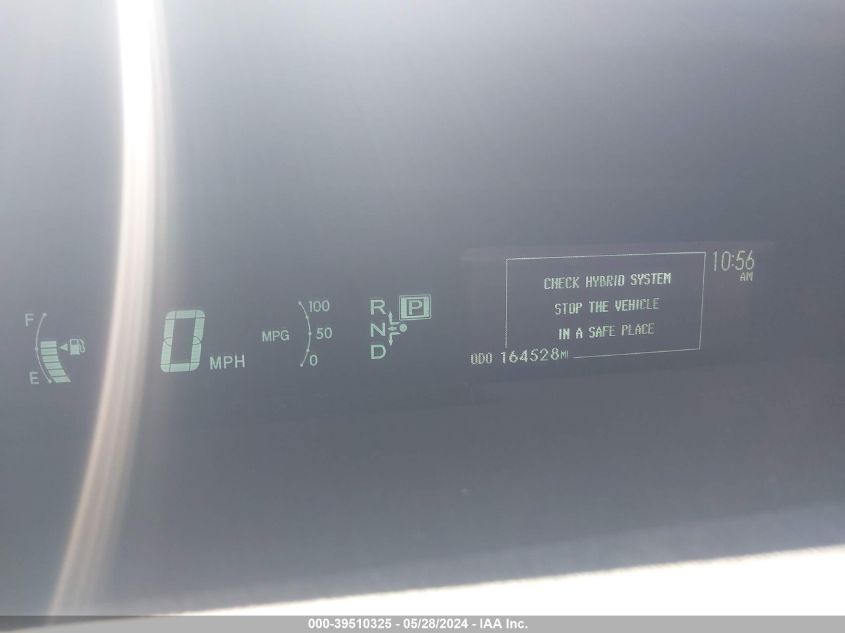 10:56
AM
CHECK HYBRID SYSTEM
STOP THE VEHICLE
IN A SAFE PLACE
ODO 164528MI
F
E
0 MPH
MPG
100
50
0
R P
N
D
000-39510325 - 05/28/2024 - IAA Inc.